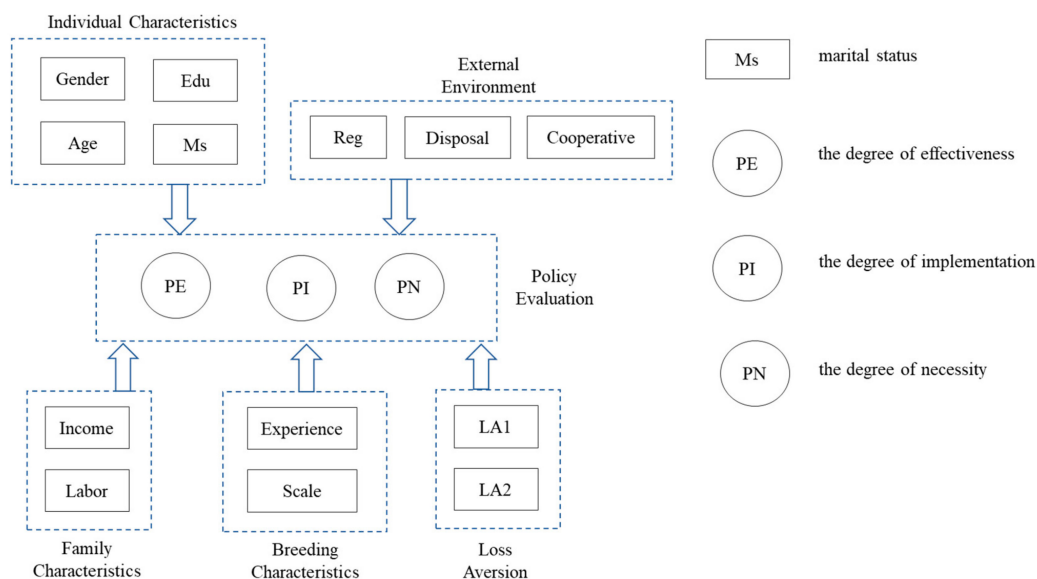 Individual Characteristics
Gender
Edu
Age
Ms
External
Environment
Reg
Disposal
Cooperative
PE
PI
PN
Policy
Evaluation
Income
Labor
Family
Characteristics
Experience
Scale
Breeding
Characteristics
LA1
LA2
Loss
Aversion
Ms
marital status
PE
the degree of effectiveness
PI
the degree of implementation
PN
the degree of necessity